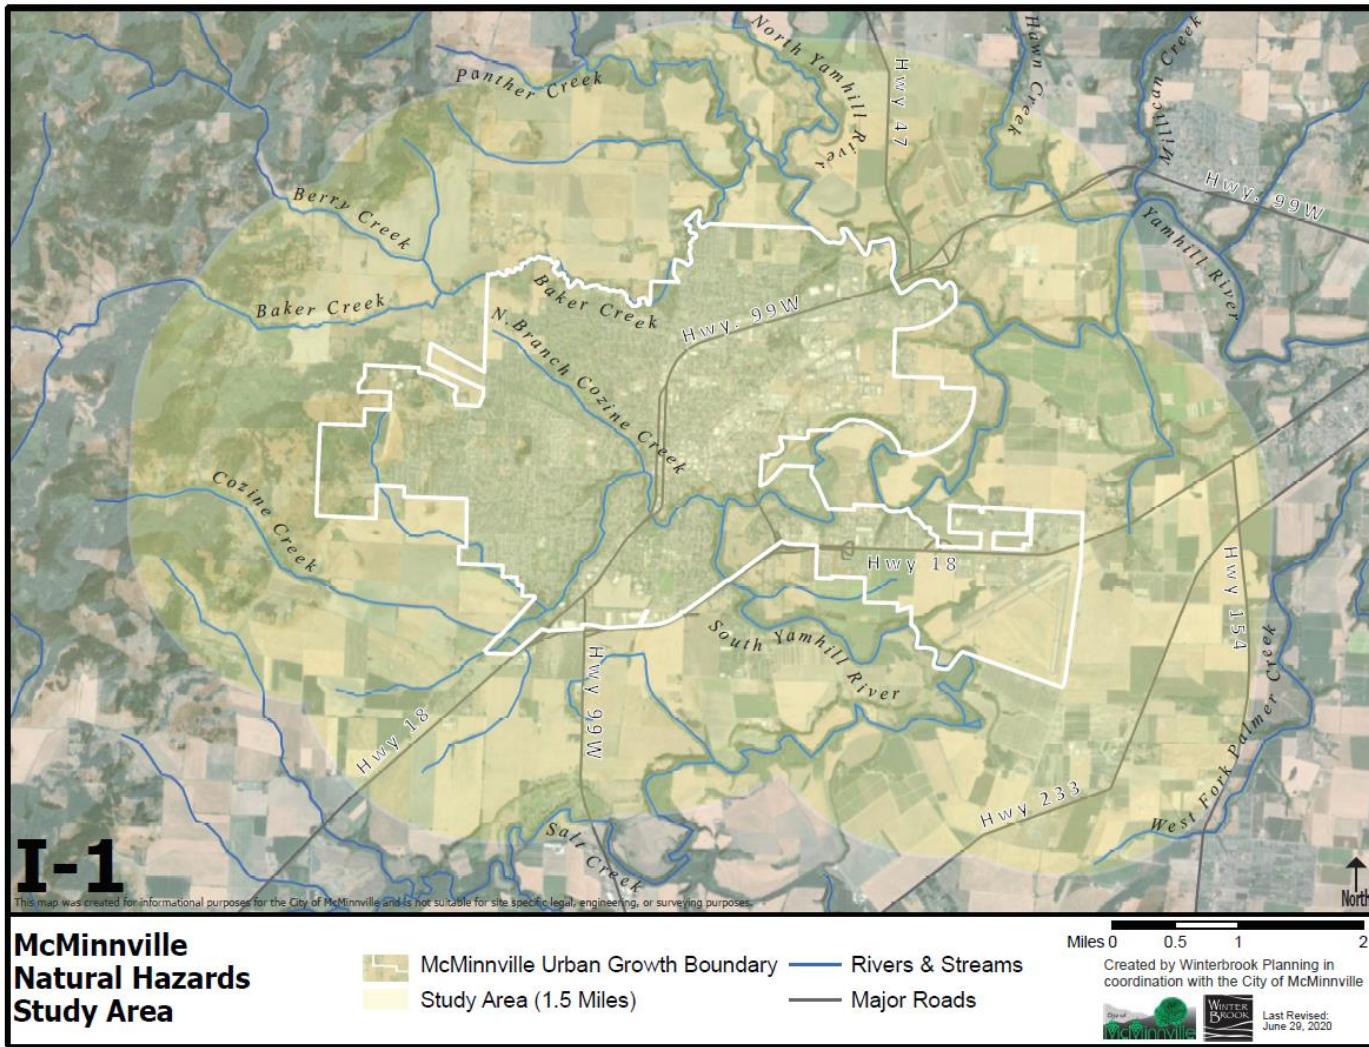 Panther Creek
North Yamhill River
Hwy 47
Hawn Creek
Millican Creek
Hwy. 99W
Yamhill River
Berry Creek
Baker Creek
Baker Creek
N. Branch Cozine Creek
Hwy. 99W
Cozine Creek
Hwy 18
South Yamhill River
Hwy 154
Hwy 18
Hwy 99W
Hwy 233
West Fork Palmer Creek
Salt Creek
I-1
North
This map was created for informational purposes for the City of McMinnville and is not suitable for site specific legal, engineering, or surveying purposes.
McMinnville
Natural Hazards
Study Area
McMinnville Urban Growth Boundary
Study Area (1.5 Miles)
Rivers & Streams
Major Roads
Miles 0 0.5 1 2
Created by Winterbrook Planning in
coordination with the City of McMinnville
City of
McMinnville
WINTER
BROOK
Last Revised:
June 29, 2020